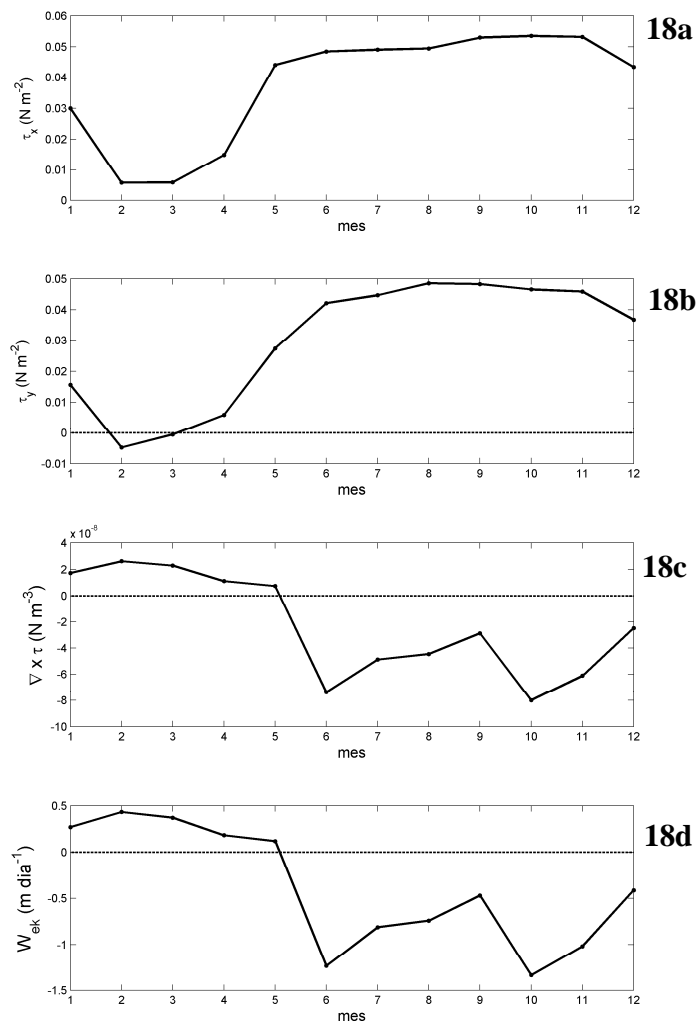 18a
0.06
0.05
0.04
0.03
0.02
0.01
0
τx (N m-2)
1 2 3 4 5 6 7 8 9 10 11 12
mes
18b
0.05
0.04
0.03
0.02
0.01
0
-0.01
τy (N m-2)
1 2 3 4 5 6 7 8 9 10 11 12
mes
18c
x 10-8
4
2
0
-2
-4
-6
-8
-10
∇ x τ (N m-3)
1 2 3 4 5 6 7 8 9 10 11 12
mes
18d
0.5
0
-0.5
-1
-1.5
Wek (m dia-1)
1 2 3 4 5 6 7 8 9 10 11 12
mes